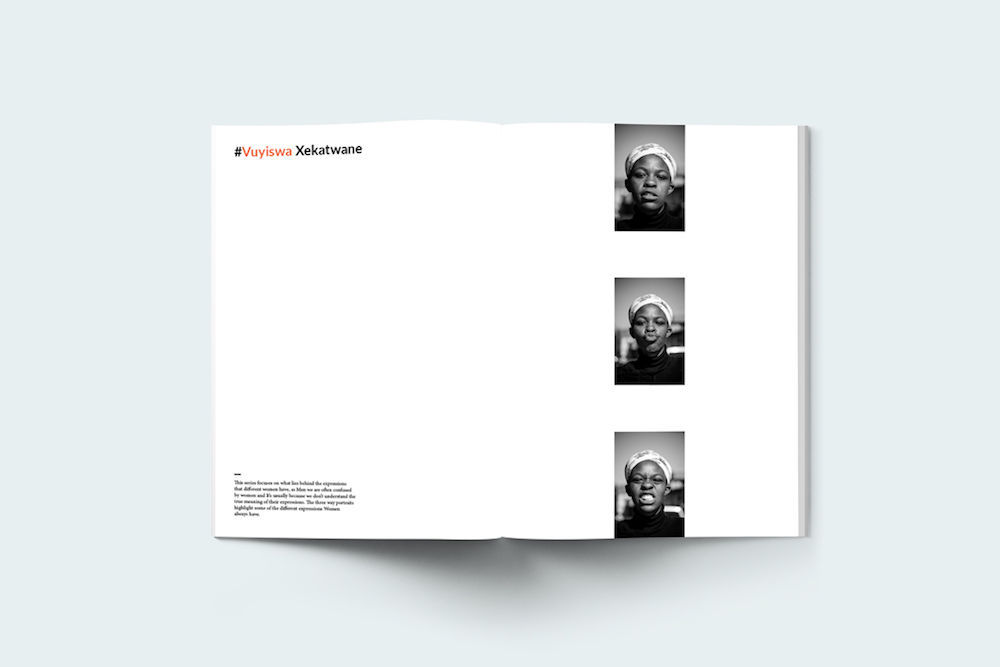 #Vuyiswa Xekatwane
This series focuses on what lies behind the expressions
that different women have, as Men we are often confused
by women and It's usually because we don't understand the
true meaning of their expressions. The three way portraits
highlight some of the different expressions Women
always have.